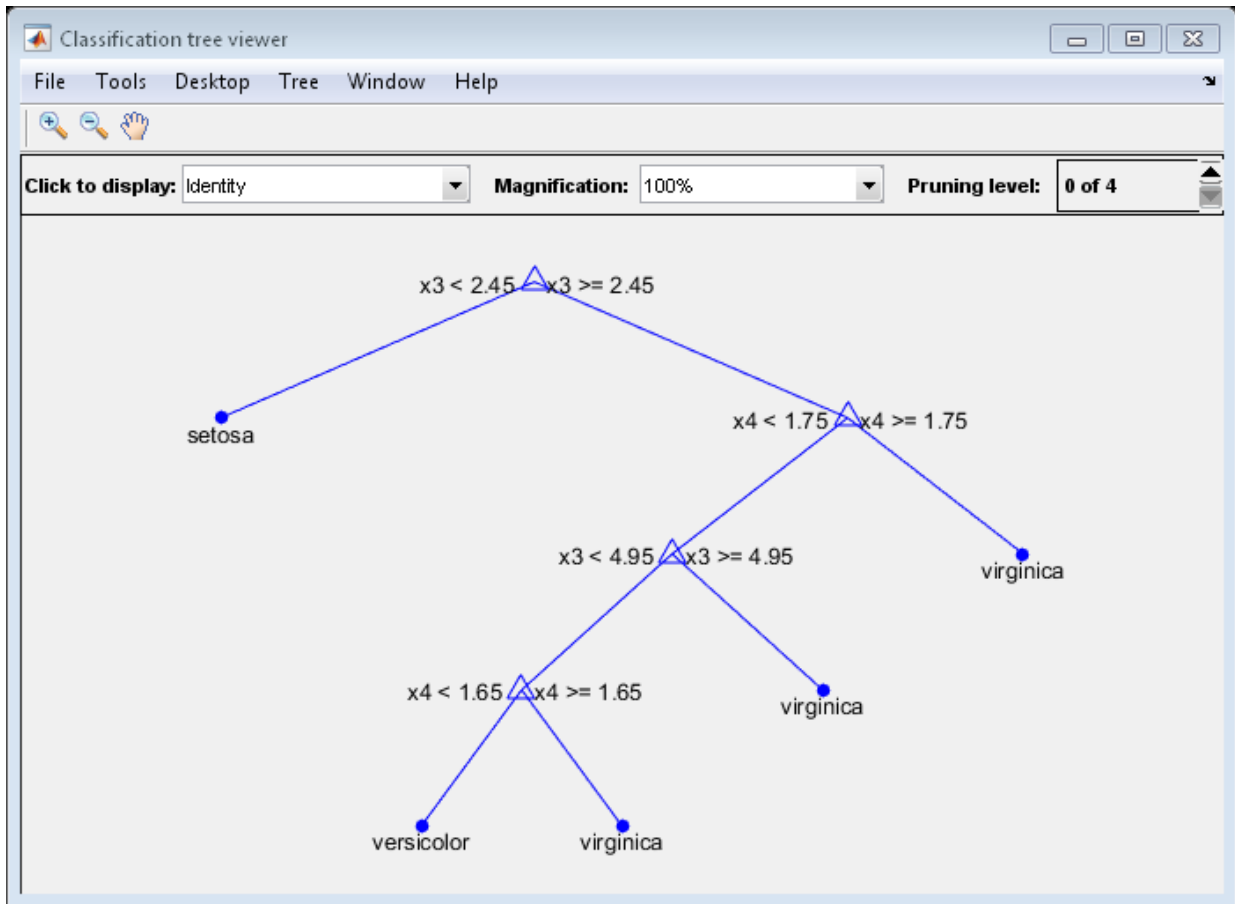 Classification tree viewer
File Tools Desktop Tree Window Help
Click to display: Identity Magnification: 100% Pruning level: 0 of 4
x3 < 2.45 x3 >= 2.45
setosa
x4 < 1.75 x4 >= 1.75
x3 < 4.95 x3 >= 4.95
virginica
x4 < 1.65 x4 >= 1.65
virginica
versicolor virginica